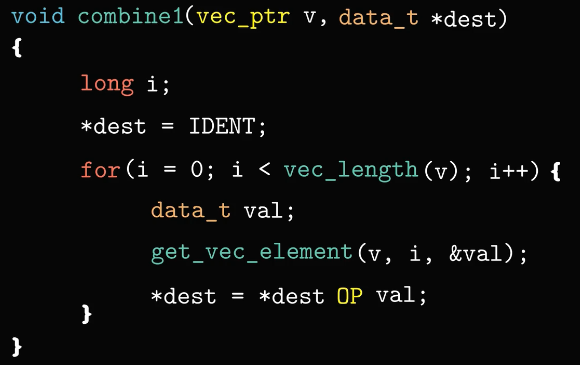 void combine1(vec_ptr v, data_t *dest)
{
long i;
*dest = IDENT;
for(i = 0; i < vec_length(v); i++) {
data_t val;
get_vec_element(v, i, &val);
*dest = *dest OP val;
}
}